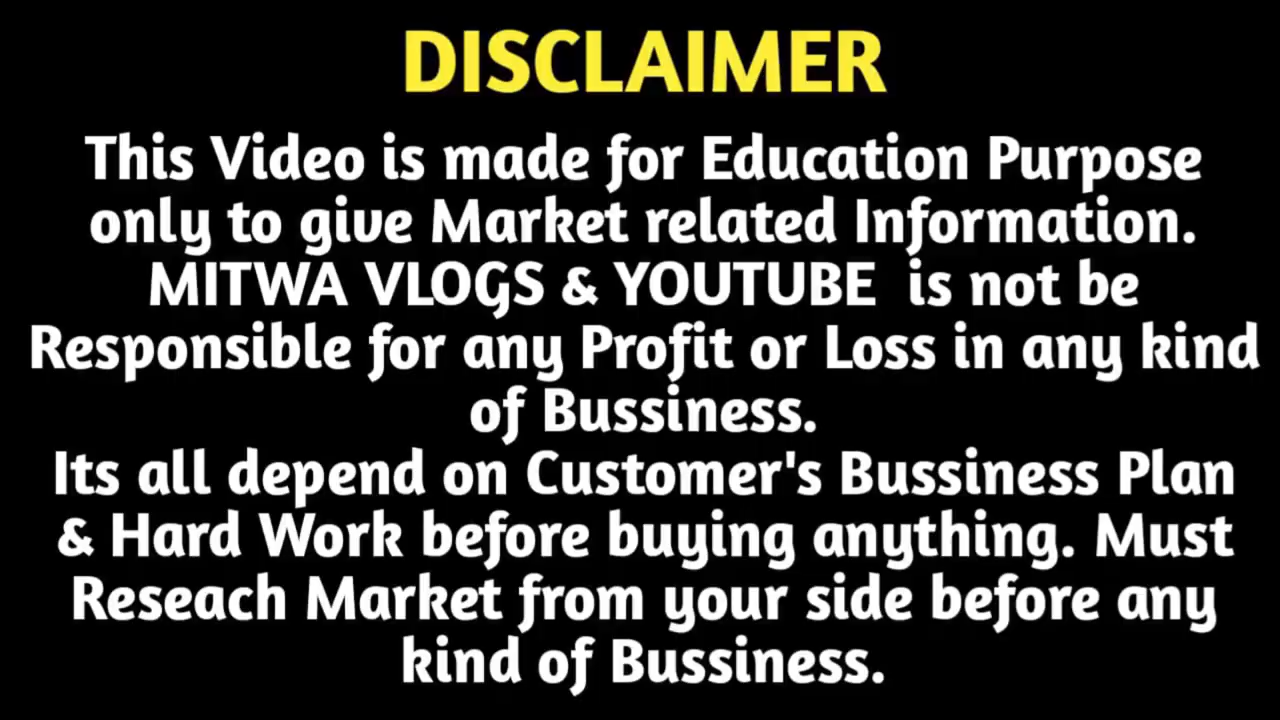 DISCLAIMER
This Video is made for Education Purpose
only to give Market related Information.
MITWA VLOGS & YOUTUBE is not be
Responsible for any Profit or Loss in any kind
of Bussiness.
Its all depend on Customer's Bussiness Plan
& Hard Work before buying anything. Must
Reseach Market from your side before any
kind of Bussiness.